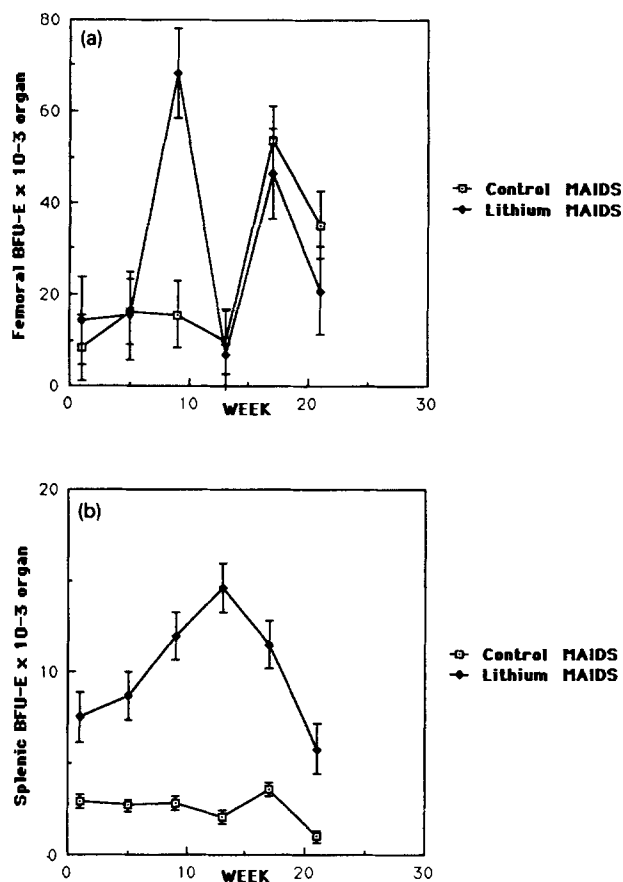 (a)
Femoral BFU-E x 10-3 organ
80
60
40
20
0
0
10
20
30
WEEK
Control MAIDS
Lithium MAIDS
(b)
Splenic BFU-E x 10-3 organ
20
10
0
0
10
20
30
WEEK
Control MAIDS
Lithium MAIDS